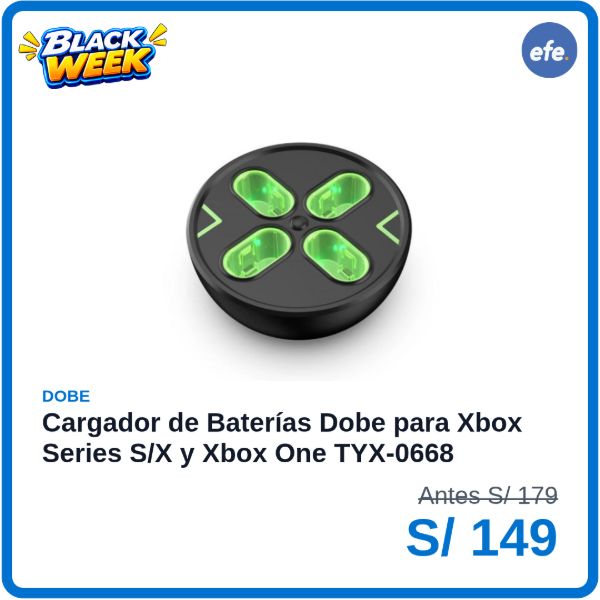 BLACK
WEEK
efe.
DOBE
Cargador de Baterías Dobe para Xbox
Series S/X y Xbox One TYX-0668
Antes S/ 179
S/ 149